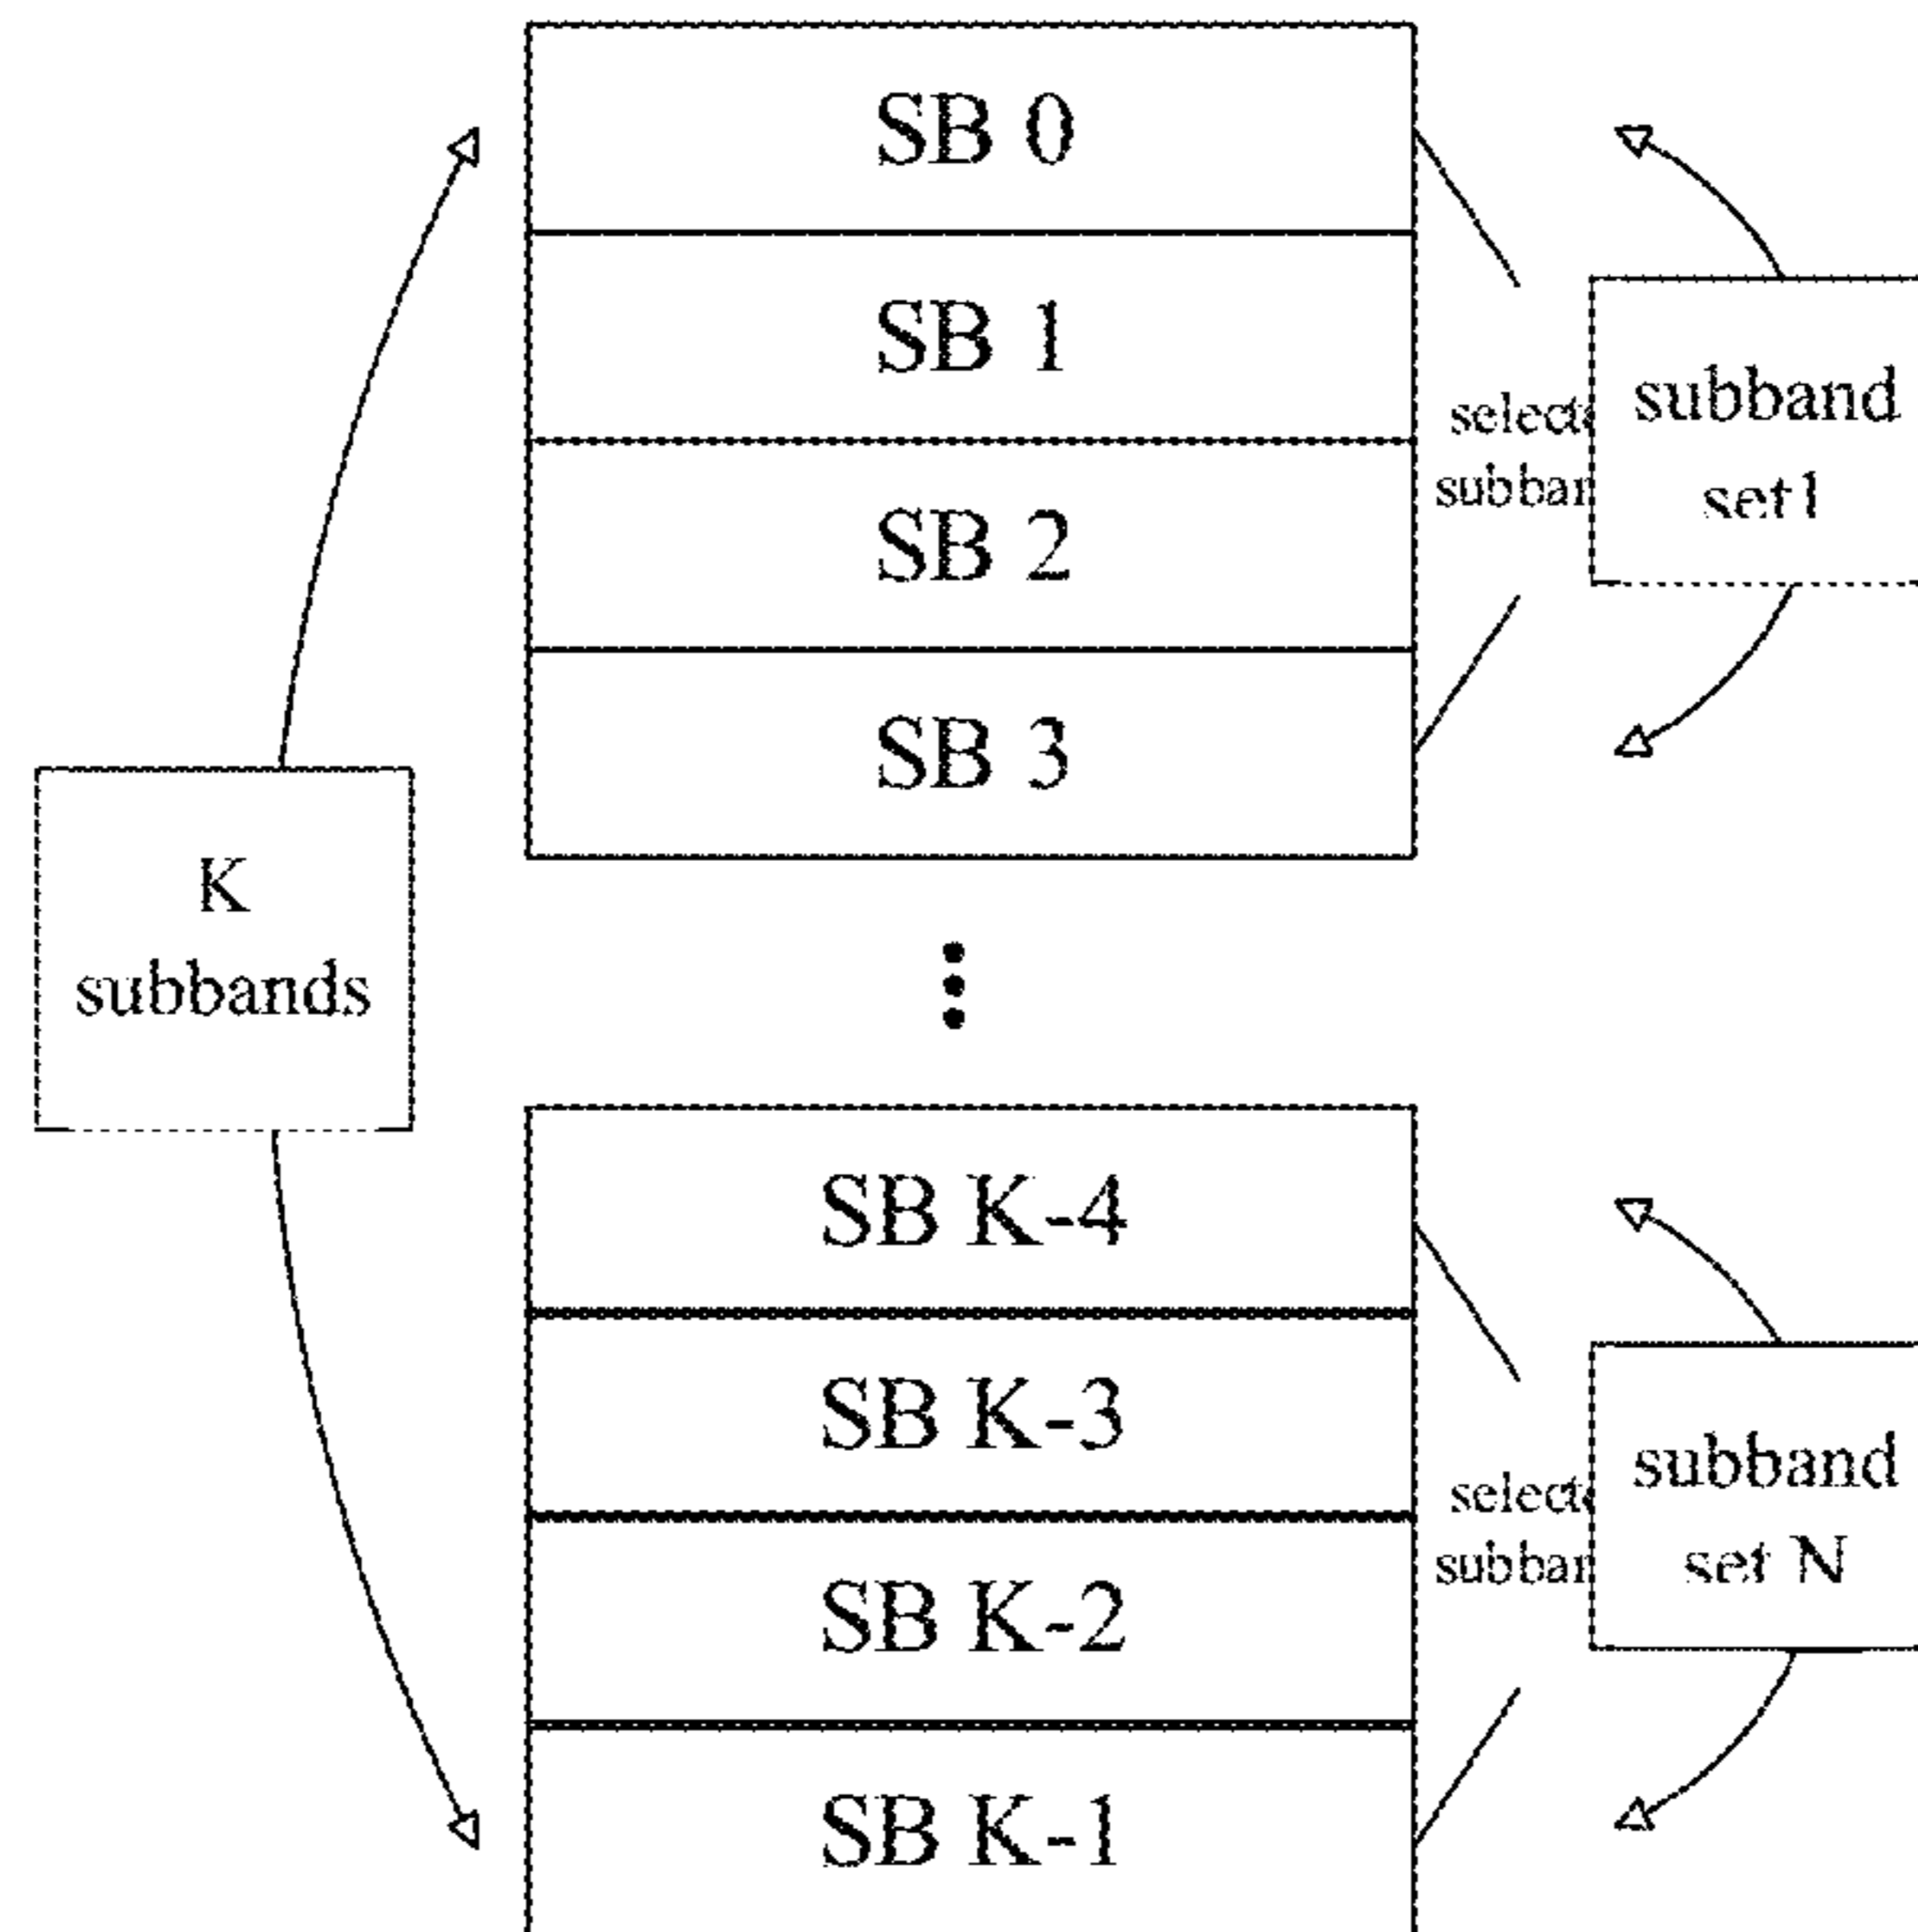 SB 0
SB 1
SB 2
SB 3
K
subbands
SB K-4
SB K-3
SB K-2
SB K-1
subband
set1
subband
set N